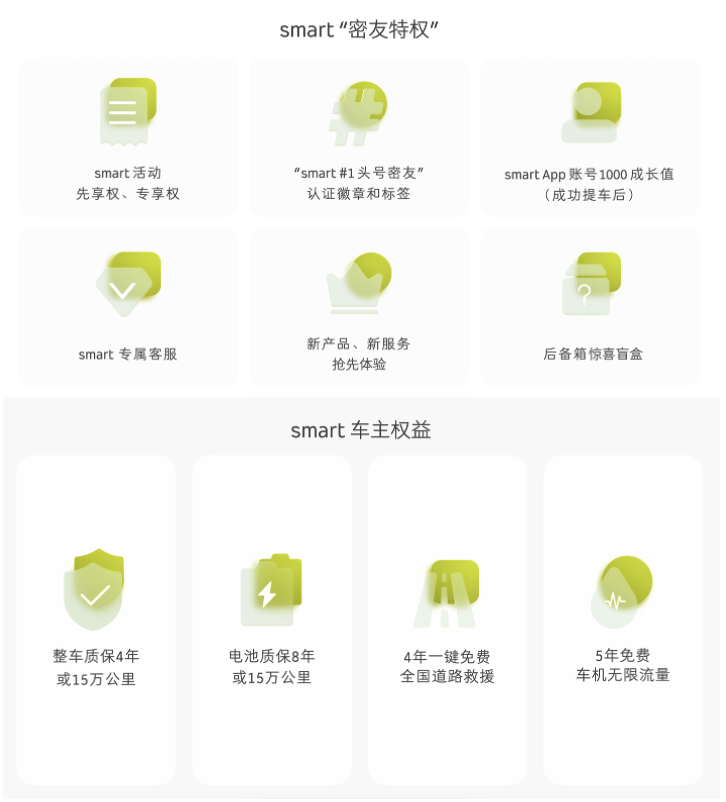 smart “密友特权”
smart 活动
先享权、专享权
“smart #1 头号密友”
认证徽章和标签
smart App 账号1000 成长值
（成功提车后）
smart 专属客服
新产品、新服务
抢先体验
?
后备箱惊喜盲盒
smart 车主权益
整车质保4年
或15万公里
电池质保8年
或15万公里
4年一键免费
全国道路救援
5年免费
车机无限流量